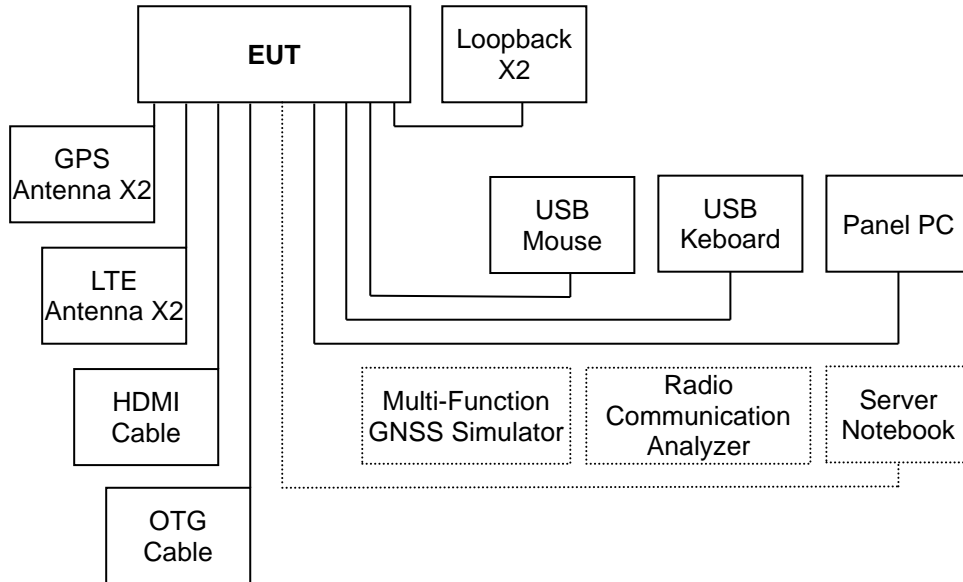 EUT
Loopback
X2
GPS
Antenna X2
USB
Mouse
USB
Keboard
Panel PC
LTE
Antenna X2
HDMI
Cable
Multi-Function
GNSS Simulator
Radio
Communication
Analyzer
Server
Notebook
OTG
Cable